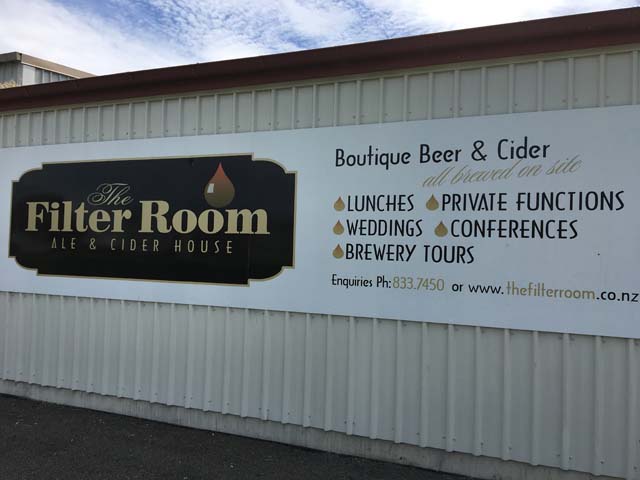 The
Filter Room
ALE & CIDER HOUSE
Boutique Beer & Cider
all brewed on site
LUNCHES PRIVATE FUNCTIONS
WEDDINGS CONFERENCES
BREWERY TOURS
Enquiries Ph: 833.7450 or www.thefilterroom.co.nz